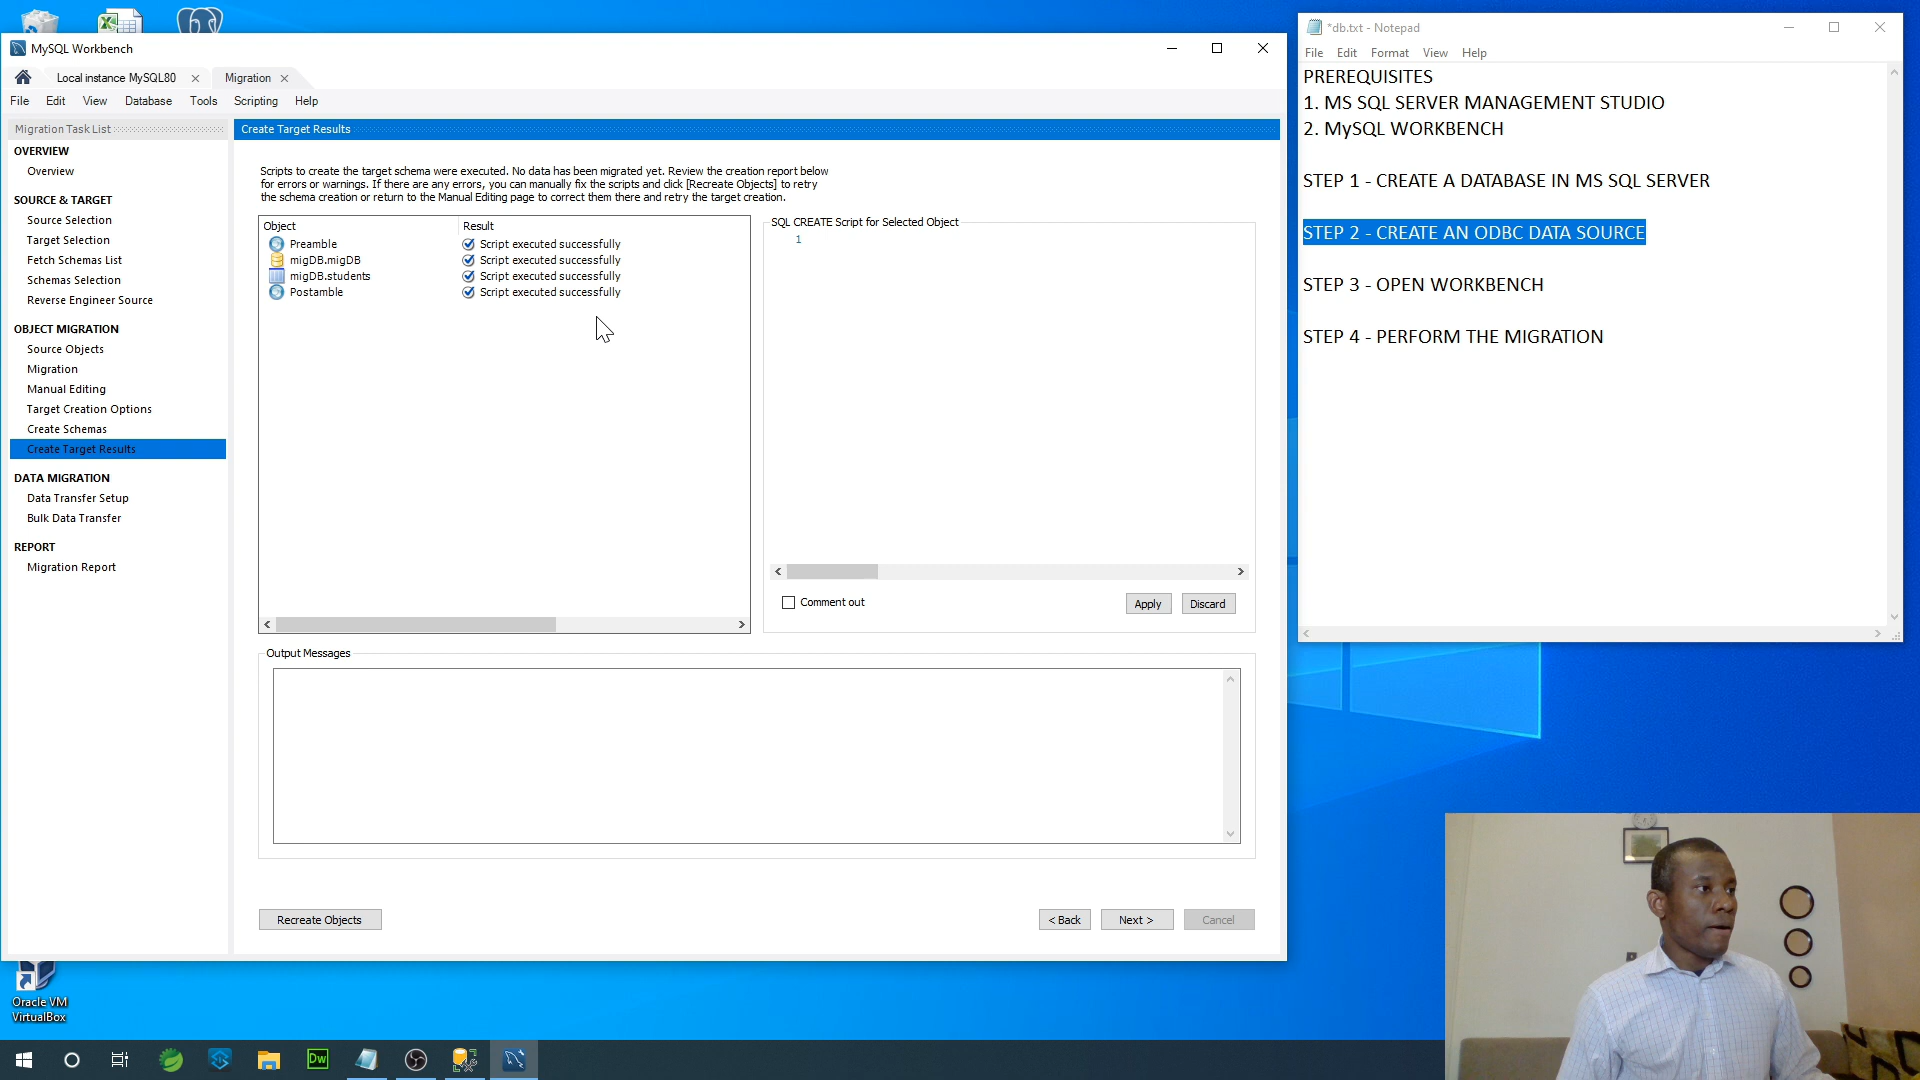 MySQL Workbench
Local instance MySQL80
Migration
File Edit View Database Tools Scripting Help
Migration Task List
OVERVIEW
Overview
SOURCE & TARGET
Source Selection
Target Selection
Fetch Schemas List
Schemas Selection
Reverse Engineer Source
OBJECT MIGRATION
Source Objects
Migration
Manual Editing
Target Creation Options
Create Schemas
Create Target Results
DATA MIGRATION
Data Transfer Setup
Bulk Data Transfer
REPORT
Migration Report
Create Target Results
Scripts to create the target schema were executed. No data has been migrated yet. Review the creation report below
for errors or warnings. If there are any errors, you can manually fix the scripts and click [Recreate Objects] to retry
the schema creation or return to the Manual Editing page to correct them there and retry the target creation.
Object Result
Preamble Script executed successfully
migDB.migDB Script executed successfully
migDB.students Script executed successfully
Postamble Script executed successfully
SQL CREATE Script for Selected Object
1
Comment out
Apply
Discard
Output Messages
Recreate Objects
< Back
Next >
Cancel
*db.txt - Notepad
File Edit Format View Help
PREREQUISITES
1. MS SQL SERVER MANAGEMENT STUDIO
2. MySQL WORKBENCH
STEP 1 - CREATE A DATABASE IN MS SQL SERVER
STEP 2 - CREATE AN ODBC DATA SOURCE
STEP 3 - OPEN WORKBENCH
STEP 4 - PERFORM THE MIGRATION
Oracle VM
VirtualBox
Dw